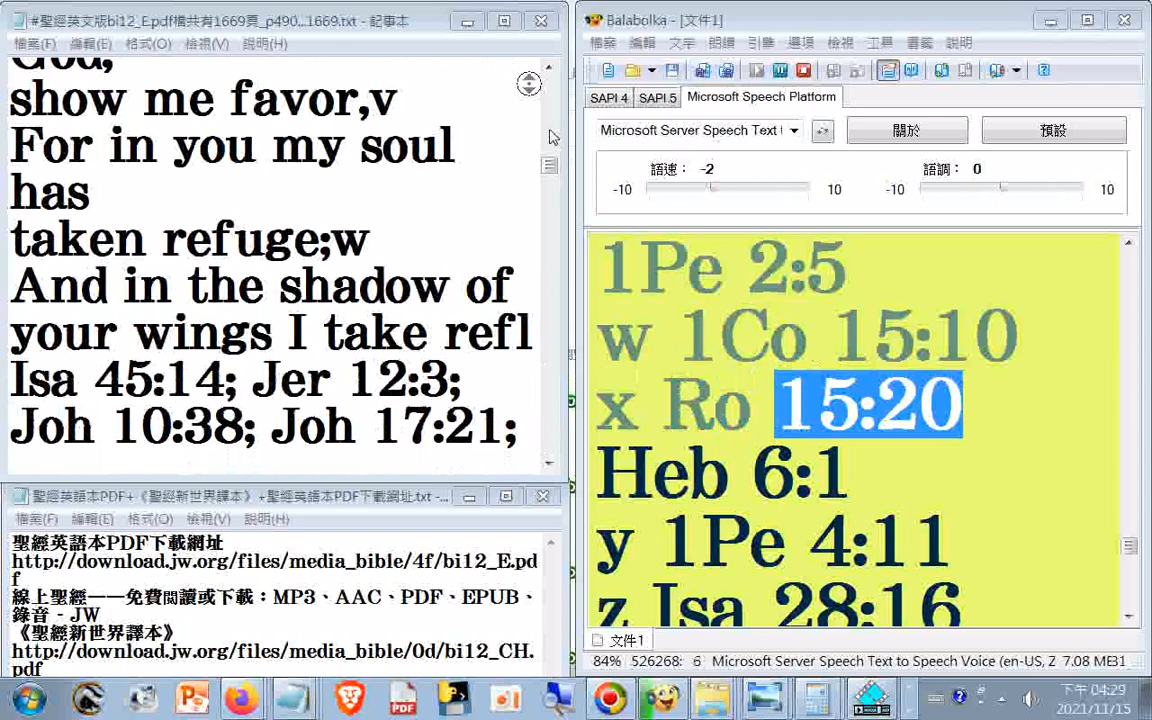 #聖經英文版bi12_E.pdf檔共有1669頁_p490,...1669.txt - 記事本
檔案(F) 編輯(E) 格式(O) 檢視(V) 說明(H)
God,
show me favor,v
For in you my soul
has
taken refuge;w
And in the shadow of
your wings I take refl
Isa 45:14; Jer 12:3;
Joh 10:38; Joh 17:21;
聖經英語本PDF+《聖經新世界譯本》+聖經英語本PDF下載網址.txt -...
檔案(F) 編輯(E) 格式(O) 檢視(V) 說明(H)
聖經英語本PDF下載網址
http://download.jw.org/files/media_bible/4f/bi12_E.pd
f
線上聖經——免費閱讀或下載：MP3、AAC、PDF、EPUB、
錄音 - JW
《聖經新世界譯本》
http://download.jw.org/files/media_bible/0d/bi12_CH.
pdf
Balabolka - [文件1]
檔案 編輯 文字 朗讀 引擎 選項 檢視 工具 書籤 說明
SAPI 4 SAPI 5 Microsoft Speech Platform
Microsoft Server Speech Text 關於 預設
語速： -2 語調： 0
-10 10 -10 10
1Pe 2:5
w 1Co 15:10
x Ro 15:20
Heb 6:1
y 1Pe 4:11
z Isa 28:16
文件1
84% 526268: 6 Microsoft Server Speech Text to Speech Voice (en-US, Z 7.08 MB
下午 04:29
2021/11/15